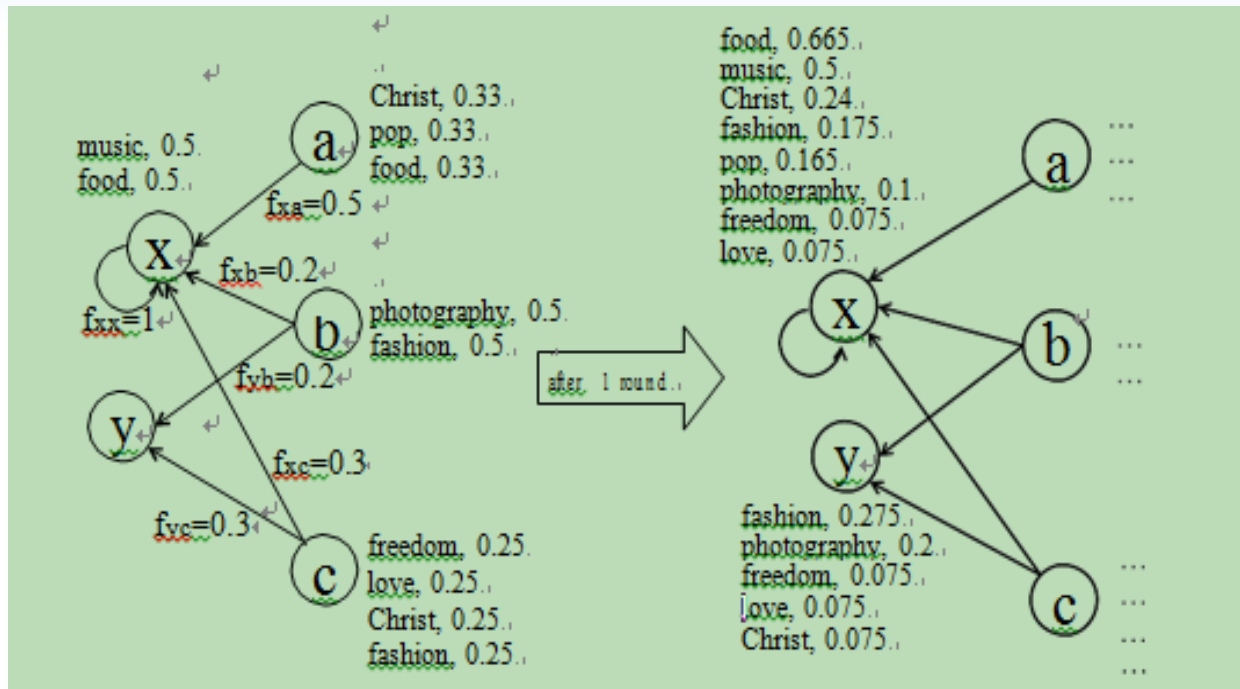 music, 0.5
food, 0.5
a
Christ, 0.33
pop, 0.33
food, 0.33
fxa=0.5
x
fxb=0.2
fxx=1
b
photography, 0.5
fashion, 0.5
fyb=0.2
y
fxc=0.3
fyc=0.3
c
freedom, 0.25
love, 0.25
Christ, 0.25
fashion, 0.25
after 1 round
food, 0.665
music, 0.5
Christ, 0.24
fashion, 0.175
pop, 0.165
photography, 0.1
freedom, 0.075
love, 0.075
a
...
...
...
x
b
...
...
y
fashion, 0.275
photography, 0.2
freedom, 0.075
love, 0.075
Christ, 0.075
c
...
...
...
...